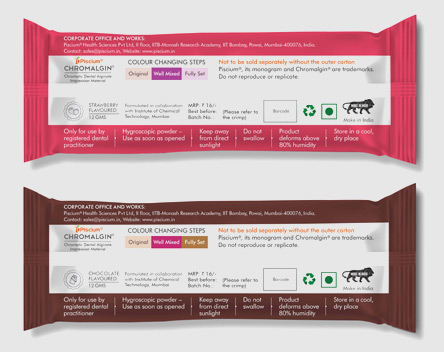 CORPORATE OFFICE AND WORKS:
Piscium® Health Sciences Pvt Ltd, II floor, IITB-Monash Research Academy, IIT Bombay, Powai, Mumbai-400076, India
Contact: sales@piscium.in, Website: www.piscium.in
Piscium®
CHROMALGIN®
Chromatic Dental Alginate
Impression Material
COLOUR CHANGING STEPS
Original Well Mixed Fully Set
Not to be sold separately without the outer carton
Piscium®, its monogram and Chromalgin® are trademarks.
Do not reproduce or replicate.
STRAWBERRY
FLAVOURED
12 GMS
Formulated in collaboration
with Institute of Chemical
Technology, Mumbai
MRP: ₹ 16/-
Best before:
Batch No.:
(Please refer to
the crimp)
Barcode
Make in India
Only for use by
registered dental
practitioner
Hygroscopic powder –
Use as soon as opened
Keep away
from direct
sunlight
Do not
swallow
Product
deforms above
80% humidity
Store in a cool,
dry place
CORPORATE OFFICE AND WORKS:
Piscium® Health Sciences Pvt Ltd, II floor, IITB-Monash Research Academy, IIT Bombay, Powai, Mumbai-400076, India
Contact: sales@piscium.in, Website: www.piscium.in
Piscium®
CHROMALGIN®
Chromatic Dental Alginate
Impression Material
COLOUR CHANGING STEPS
Original Well Mixed Fully Set
Not to be sold separately without the outer carton
Piscium®, its monogram and Chromalgin® are trademarks.
Do not reproduce or replicate.
CHOCOLATE
FLAVOURED
12 GMS
Formulated in collaboration
with Institute of Chemical
Technology, Mumbai
MRP: ₹ 16/-
Best before:
Batch No.:
(Please refer to
the crimp)
Barcode
Make in India
Only for use by
registered dental
practitioner
Hygroscopic powder –
Use as soon as opened
Keep away
from direct
sunlight
Do not
swallow
Product
deforms above
80% humidity
Store in a cool,
dry place